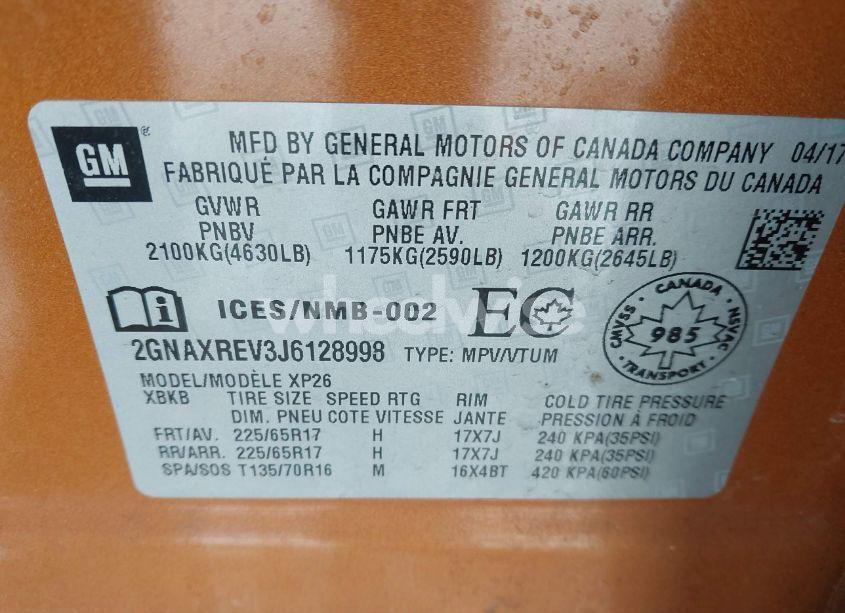 GM ®
MFD BY GENERAL MOTORS OF CANADA COMPANY 04/17
FABRIQUÉ PAR LA COMPAGNIE GENERAL MOTORS DU CANADA
GVWR GAWR FRT GAWR RR
PNBV PNBE AV. PNBE ARR.
2100KG(4630LB) 1175KG(2590LB) 1200KG(2645LB)
ICES/NMB-002 EC
CANADA
CMVSS NSVAC
985
TRANSPORT
2GNAXREV3J6128998 TYPE: MPV/VTUM
MODEL/MODÈLE XP26
XBKB TIRE SIZE SPEED RTG RIM COLD TIRE PRESSURE
DIM. PNEU COTE VITESSE JANTE PRESSION À FROID
FRT/AV. 225/65R17 H 17X7J 240 KPA(35PSI)
RR/ARR. 225/65R17 H 17X7J 240 KPA(35PSI)
SPA/SOS T135/70R16 M 16X4BT 420 KPA(60PSI)